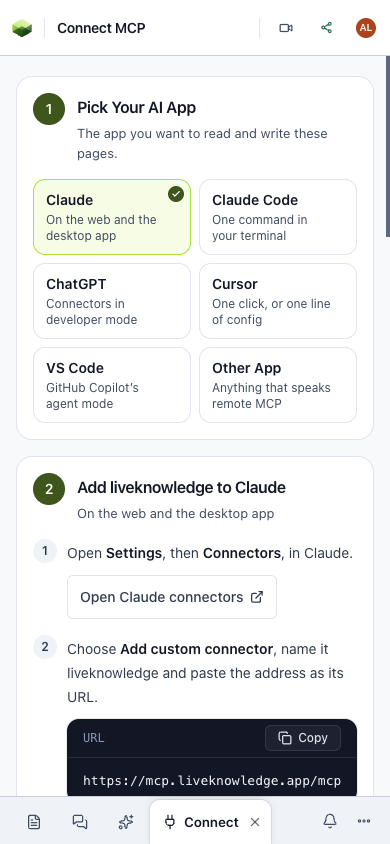 Connect MCP
AL
1
Pick Your AI App
The app you want to read and write these
pages.
Claude
On the web and the
desktop app
Claude Code
One command in
your terminal
ChatGPT
Connectors in
developer mode
Cursor
One click, or one line
of config
VS Code
GitHub Copilot's
agent mode
Other App
Anything that speaks
remote MCP
2
Add liveknowledge to Claude
On the web and the desktop app
1
Open Settings, then Connectors, in Claude.
Open Claude connectors
2
Choose Add custom connector, name it
liveknowledge and paste the address as its
URL.
URL
Copy
https://mcp.liveknowledge.app/mcp
Connect